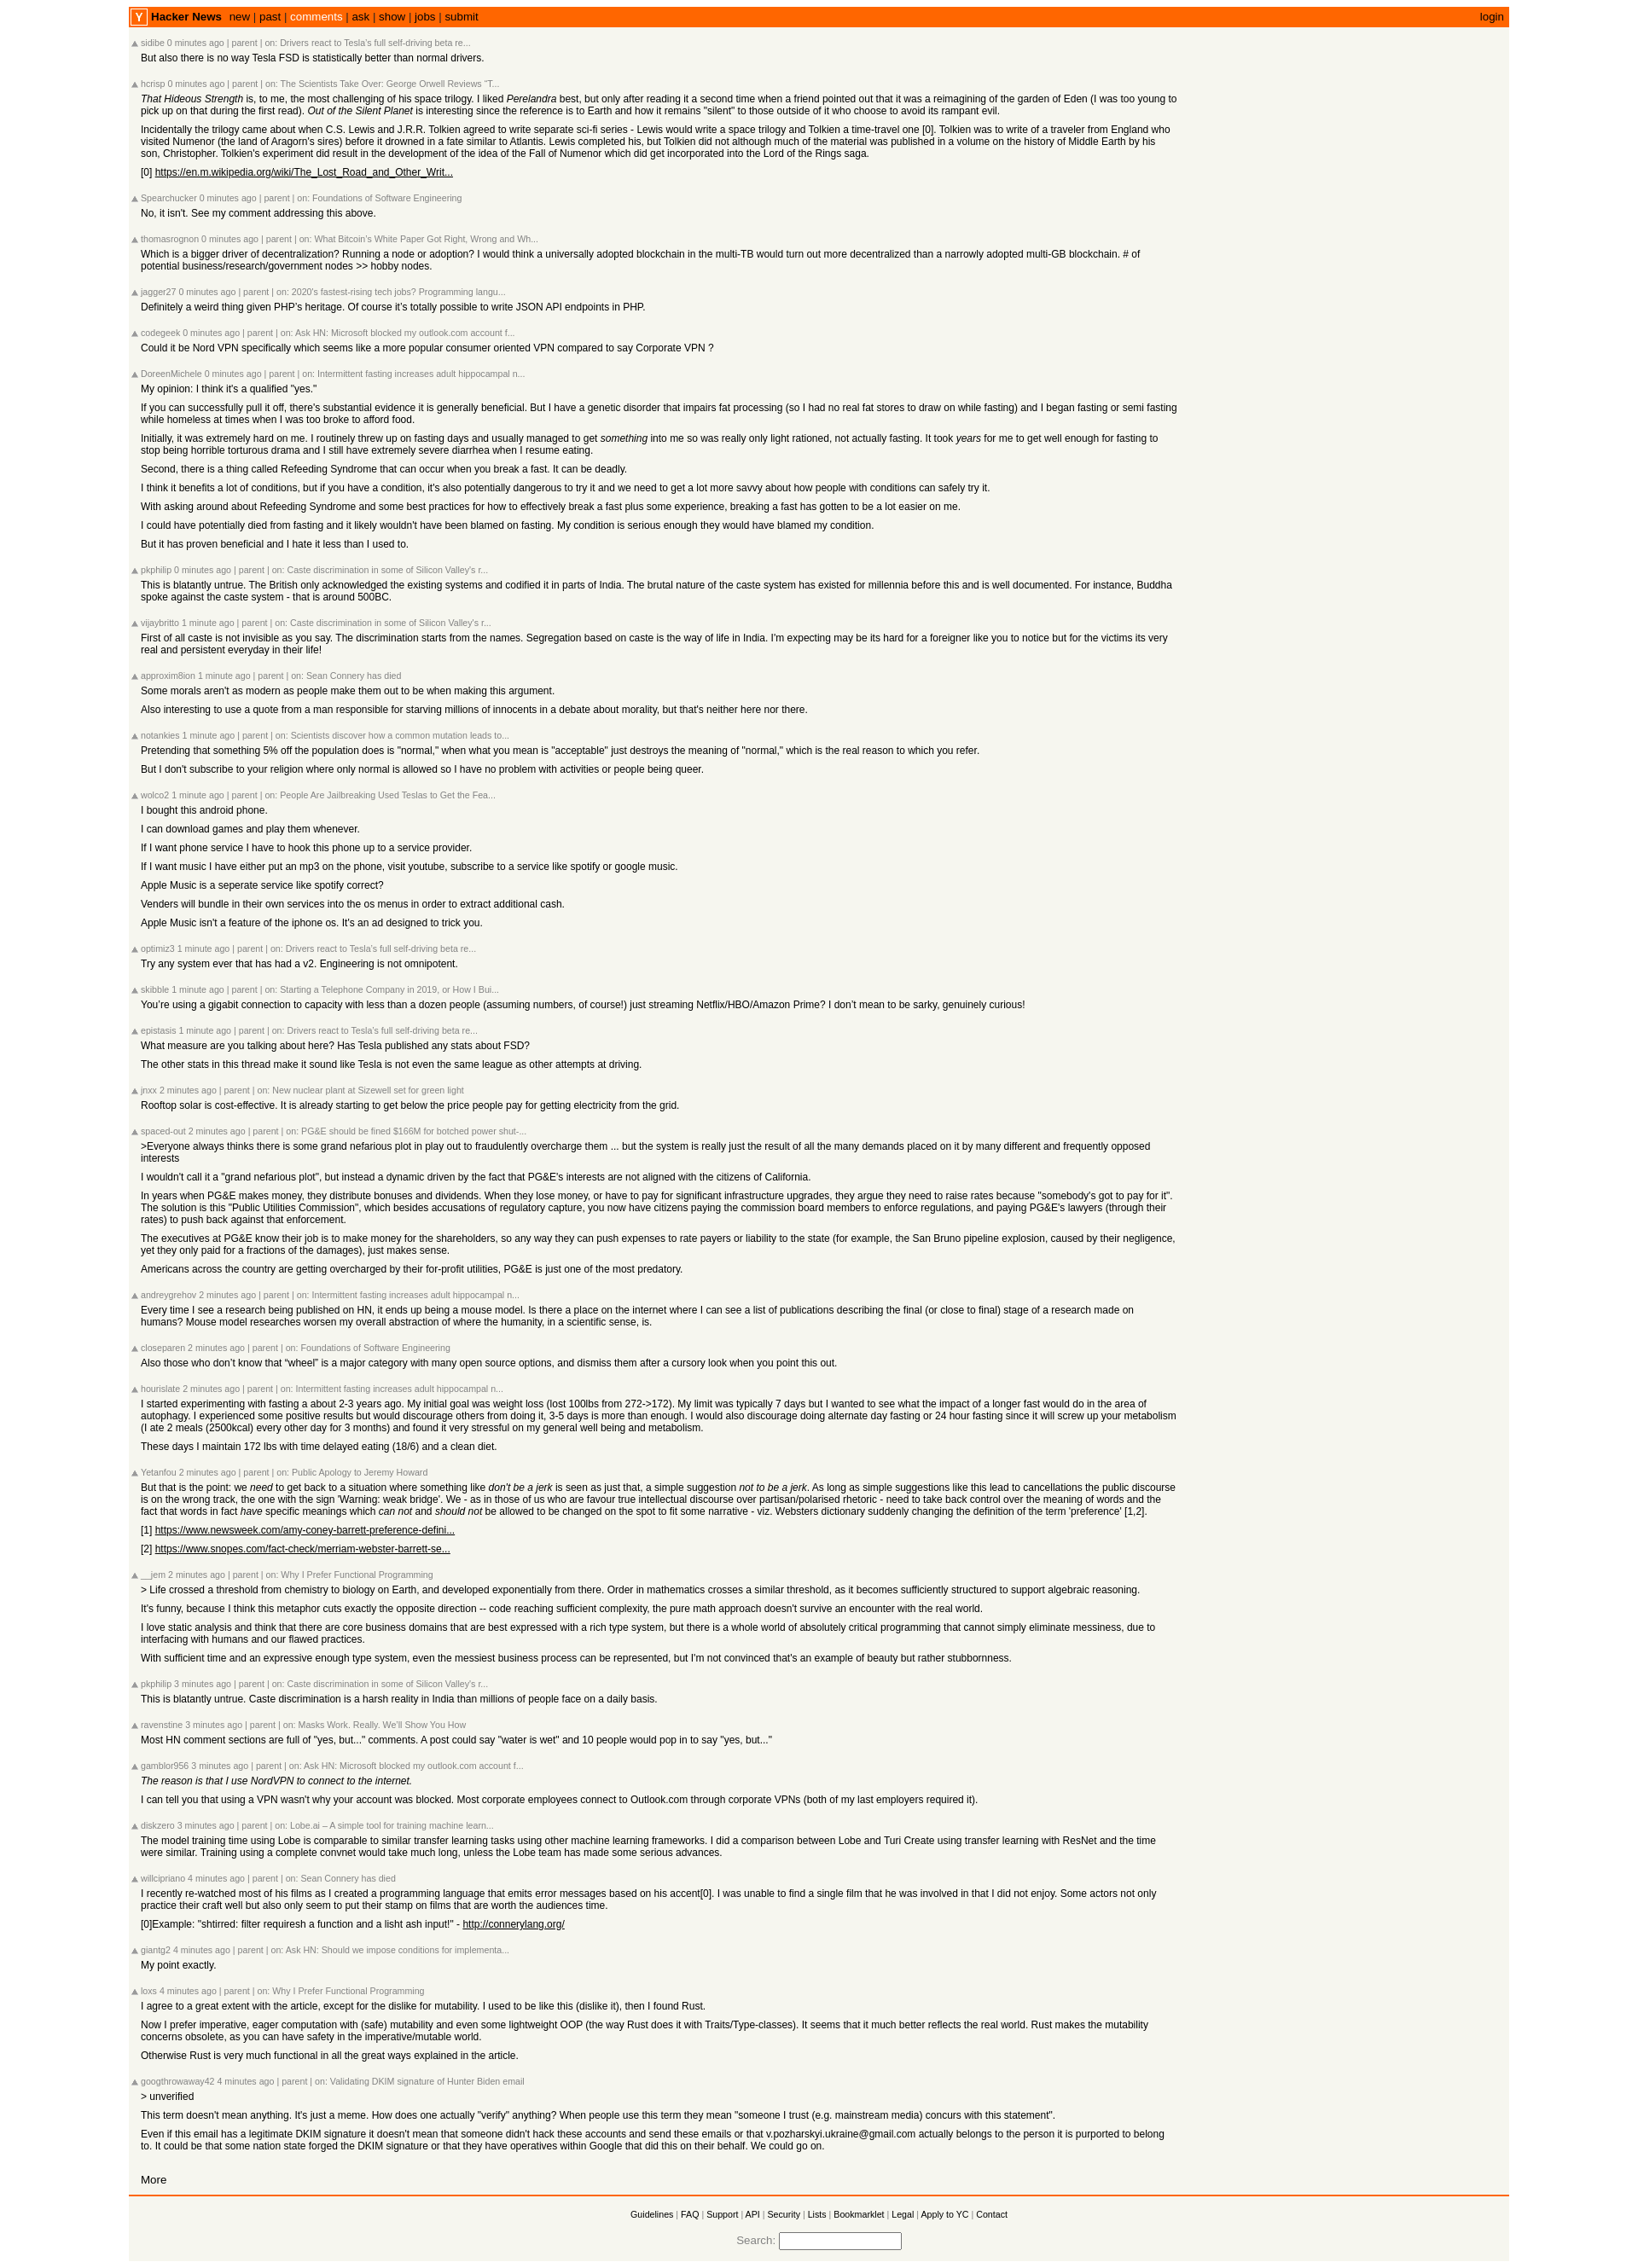 Y Hacker News new | past | comments | ask | show | jobs | submit login
sidibe 0 minutes ago | parent | on: Drivers react to Tesla's full self-driving beta re...
But also there is no way Tesla FSD is statistically better than normal drivers.
hcrisp 0 minutes ago | parent | on: The Scientists Take Over: George Orwell Reviews "T...
That Hideous Strength is, to me, the most challenging of his space trilogy. I liked Perelandra best, but only after reading it a second time when a friend pointed out that it was a reimagining of the garden of Eden (I was too young to
pick up on that during the first read). Out of the Silent Planet is interesting since the reference is to Earth and how it remains "silent" to those outside of it who choose to avoid its rampant evil.
Incidentally the trilogy came about when C.S. Lewis and J.R.R. Tolkien agreed to write separate sci-fi series - Lewis would write a space trilogy and Tolkien a time-travel one [0]. Tolkien was to write of a traveler from England who
visited Numenor (the land of Aragorn's sires) before it drowned in a fate similar to Atlantis. Lewis completed his, but Tolkien did not although much of the material was published in a volume on the history of Middle Earth by his
son, Christopher. Tolkien's experiment did result in the development of the idea of the Fall of Numenor which did get incorporated into the Lord of the Rings saga.
[0] https://en.m.wikipedia.org/wiki/The_Lost_Road_and_Other_Writ...
Spearchucker 0 minutes ago | parent | on: Foundations of Software Engineering
No, it isn't. See my comment addressing this above.
thomasrognon 0 minutes ago | parent | on: What Bitcoin's White Paper Got Right, Wrong and Wh...
Which is a bigger driver of decentralization? Running a node or adoption? I would think a universally adopted blockchain in the multi-TB would turn out more decentralized than a narrowly adopted multi-GB blockchain. # of
potential business/research/government nodes >> hobby nodes.
jagger27 0 minutes ago | parent | on: 2020's fastest-rising tech jobs? Programming langu...
Definitely a weird thing given PHP's heritage. Of course it's totally possible to write JSON API endpoints in PHP.
codegeek 0 minutes ago | parent | on: Ask HN: Microsoft blocked my outlook.com account f...
Could it be Nord VPN specifically which seems like a more popular consumer oriented VPN compared to say Corporate VPN ?
DoreenMichele 0 minutes ago | parent | on: Intermittent fasting increases adult hippocampal n...
My opinion: I think it's a qualified "yes."
If you can successfully pull it off, there's substantial evidence it is generally beneficial. But I have a genetic disorder that impairs fat processing (so I had no real fat stores to draw on while fasting) and I began fasting or semi fasting
while homeless at times when I was too broke to afford food.
Initially, it was extremely hard on me. I routinely threw up on fasting days and usually managed to get something into me so was really only light rationed, not actually fasting. It took years for me to get well enough for fasting to
stop being horrible torturous drama and I still have extremely severe diarrhea when I resume eating.
Second, there is a thing called Refeeding Syndrome that can occur when you break a fast. It can be deadly.
I think it benefits a lot of conditions, but if you have a condition, it's also potentially dangerous to try it and we need to get a lot more savvy about how people with conditions can safely try it.
With asking around about Refeeding Syndrome and some best practices for how to effectively break a fast plus some experience, breaking a fast has gotten to be a lot easier on me.
I could have potentially died from fasting and it likely wouldn't have been blamed on fasting. My condition is serious enough they would have blamed my condition.
But it has proven beneficial and I hate it less than I used to.
pkphilip 0 minutes ago | parent | on: Caste discrimination in some of Silicon Valley's r...
This is blatantly untrue. The British only acknowledged the existing systems and codified it in parts of India. The brutal nature of the caste system has existed for millennia before this and is well documented. For instance, Buddha
spoke against the caste system - that is around 500BC.
vijaybritto 1 minute ago | parent | on: Caste discrimination in some of Silicon Valley's r...
First of all caste is not invisible as you say. The discrimination starts from the names. Segregation based on caste is the way of life in India. I'm expecting may be its hard for a foreigner like you to notice but for the victims its very
real and persistent everyday in their life!
approxim8ion 1 minute ago | parent | on: Sean Connery has died
Some morals aren't as modern as people make them out to be when making this argument.
Also interesting to use a quote from a man responsible for starving millions of innocents in a debate about morality, but that's neither here nor there.
notankies 1 minute ago | parent | on: Scientists discover how a common mutation leads to...
Pretending that something 5% off the population does is "normal," when what you mean is "acceptable" just destroys the meaning of "normal," which is the real reason to which you refer.
But I don't subscribe to your religion where only normal is allowed so I have no problem with activities or people being queer.
wolco2 1 minute ago | parent | on: People Are Jailbreaking Used Teslas to Get the Fea...
I bought this android phone.
I can download games and play them whenever.
If I want phone service I have to hook this phone up to a service provider.
If I want music I have either put an mp3 on the phone, visit youtube, subscribe to a service like spotify or google music.
Apple Music is a seperate service like spotify correct?
Venders will bundle in their own services into the os menus in order to extract additional cash.
Apple Music isn't a feature of the iphone os. It's an ad designed to trick you.
optimiz3 1 minute ago | parent | on: Drivers react to Tesla's full self-driving beta re...
Try any system ever that has had a v2. Engineering is not omnipotent.
skibble 1 minute ago | parent | on: Starting a Telephone Company in 2019, or How I Bui...
You're using a gigabit connection to capacity with less than a dozen people (assuming numbers, of course!) just streaming Netflix/HBO/Amazon Prime? I don't mean to be sarky, genuinely curious!
epistasis 1 minute ago | parent | on: Drivers react to Tesla's full self-driving beta re...
What measure are you talking about here? Has Tesla published any stats about FSD?
The other stats in this thread make it sound like Tesla is not even the same league as other attempts at driving.
jnxx 2 minutes ago | parent | on: New nuclear plant at Sizewell set for green light
Rooftop solar is cost-effective. It is already starting to get below the price people pay for getting electricity from the grid.
spaced-out 2 minutes ago | parent | on: PG&E should be fined $166M for botched power shut-...
>Everyone always thinks there is some grand nefarious plot in play out to fraudulently overcharge them ... but the system is really just the result of all the many demands placed on it by many different and frequently opposed
interests
I wouldn't call it a "grand nefarious plot", but instead a dynamic driven by the fact that PG&E's interests are not aligned with the citizens of California.
In years when PG&E makes money, they distribute bonuses and dividends. When they lose money, or have to pay for significant infrastructure upgrades, they argue they need to raise rates because "somebody's got to pay for it".
The solution is this "Public Utilities Commission", which besides accusations of regulatory capture, you now have citizens paying the commission board members to enforce regulations, and paying PG&E's lawyers (through their
rates) to push back against that enforcement.
The executives at PG&E know their job is to make money for the shareholders, so any way they can push expenses to rate payers or liability to the state (for example, the San Bruno pipeline explosion, caused by their negligence,
yet they only paid for a fractions of the damages), just makes sense.
Americans across the country are getting overcharged by their for-profit utilities, PG&E is just one of the most predatory.
andreygrehov 2 minutes ago | parent | on: Intermittent fasting increases adult hippocampal n...
Every time I see a research being published on HN, it ends up being a mouse model. Is there a place on the internet where I can see a list of publications describing the final (or close to final) stage of a research made on
humans? Mouse model researches worsen my overall abstraction of where the humanity, in a scientific sense, is.
closeparen 2 minutes ago | parent | on: Foundations of Software Engineering
Also those who don't know that “wheel” is a major category with many open source options, and dismiss them after a cursory look when you point this out.
hourislate 2 minutes ago | parent | on: Intermittent fasting increases adult hippocampal n...
I started experimenting with fasting a about 2-3 years ago. My initial goal was weight loss (lost 100lbs from 272->172). My limit was typically 7 days but I wanted to see what the impact of a longer fast would do in the area of
autophagy. I experienced some positive results but would discourage others from doing it, 3-5 days is more than enough. I would also discourage doing alternate day fasting or 24 hour fasting since it will screw up your metabolism
(I ate 2 meals (2500kcal) every other day for 3 months) and found it very stressful on my general well being and metabolism.
These days I maintain 172 lbs with time delayed eating (18/6) and a clean diet.
Yetanfou 2 minutes ago | parent | on: Public Apology to Jeremy Howard
But that is the point: we need to get back to a situation where something like don't be a jerk is seen as just that, a simple suggestion not to be a jerk. As long as simple suggestions like this lead to cancellations the public discourse
is on the wrong track, the one with the sign 'Warning: weak bridge'. We - as in those of us who are favour true intellectual discourse over partisan/polarised rhetoric - need to take back control over the meaning of words and the
fact that words in fact have specific meanings which can not and should not be allowed to be changed on the spot to fit some narrative - viz. Websters dictionary suddenly changing the definition of the term 'preference' [1,2].
[1] https://www.newsweek.com/amy-coney-barrett-preference-defini...
[2] https://www.snopes.com/fact-check/merriam-webster-barrett-se...
__jem 2 minutes ago | parent | on: Why I Prefer Functional Programming
> Life crossed a threshold from chemistry to biology on Earth, and developed exponentially from there. Order in mathematics crosses a similar threshold, as it becomes sufficiently structured to support algebraic reasoning.
It's funny, because I think this metaphor cuts exactly the opposite direction -- code reaching sufficient complexity, the pure math approach doesn't survive an encounter with the real world.
I love static analysis and think that there are core business domains that are best expressed with a rich type system, but there is a whole world of absolutely critical programming that cannot simply eliminate messiness, due to
interfacing with humans and our flawed practices.
With sufficient time and an expressive enough type system, even the messiest business process can be represented, but I'm not convinced that's an example of beauty but rather stubbornness.
pkphilip 3 minutes ago | parent | on: Caste discrimination in some of Silicon Valley's r...
This is blatantly untrue. Caste discrimination is a harsh reality in India than millions of people face on a daily basis.
ravenstine 3 minutes ago | parent | on: Masks Work. Really. We'll Show You How
Most HN comment sections are full of "yes, but..." comments. A post could say "water is wet" and 10 people would pop in to say "yes, but..."
gamblor956 3 minutes ago | parent | on: Ask HN: Microsoft blocked my outlook.com account f...
The reason is that I use NordVPN to connect to the internet.
I can tell you that using a VPN wasn't why your account was blocked. Most corporate employees connect to Outlook.com through corporate VPNs (both of my last employers required it).
diskzero 3 minutes ago | parent | on: Lobe.ai – A simple tool for training machine learn...
The model training time using Lobe is comparable to similar transfer learning tasks using other machine learning frameworks. I did a comparison between Lobe and Turi Create using transfer learning with ResNet and the time
were similar. Training using a complete convnet would take much long, unless the Lobe team has made some serious advances.
willcipriano 4 minutes ago | parent | on: Sean Connery has died
I recently re-watched most of his films as I created a programming language that emits error messages based on his accent[0]. I was unable to find a single film that he was involved in that I did not enjoy. Some actors not only
practice their craft well but also only seem to put their stamp on films that are worth the audiences time.
[0]Example: "shtirred: filter requiresh a function and a lisht ash input!" - http://connerylang.org/
giantg2 4 minutes ago | parent | on: Ask HN: Should we impose conditions for implementa...
My point exactly.
loxs 4 minutes ago | parent | on: Why I Prefer Functional Programming
I agree to a great extent with the article, except for the dislike for mutability. I used to be like this (dislike it), then I found Rust.
Now I prefer imperative, eager computation with (safe) mutability and even some lightweight OOP (the way Rust does it with Traits/Type-classes). It seems that it much better reflects the real world. Rust makes the mutability
concerns obsolete, as you can have safety in the imperative/mutable world.
Otherwise Rust is very much functional in all the great ways explained in the article.
googthrowaway42 4 minutes ago | parent | on: Validating DKIM signature of Hunter Biden email
> unverified
This term doesn't mean anything. It's just a meme. How does one actually "verify" anything? When people use this term they mean "someone I trust (e.g. mainstream media) concurs with this statement".
Even if this email has a legitimate DKIM signature it doesn't mean that someone didn't hack these accounts and send these emails or that v.pozharskyi.ukraine@gmail.com actually belongs to the person it is purported to belong
to. It could be that some nation state forged the DKIM signature or that they have operatives within Google that did this on their behalf. We could go on.
More
Guidelines | FAQ | Support | API | Security | Lists | Bookmarklet | Legal | Apply to YC | Contact
Search: